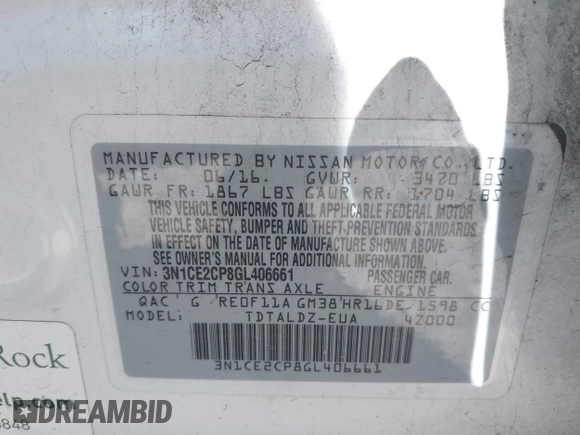 MANUFACTURED BY NISSAN MOTOR CO., LTD.
DATE: 06/16. GVWR: 3470 LBS
GAWR FR: 1867 LBS GAWR RR: 1704 LBS
THIS VEHICLE CONFORMS TO ALL APPLICABLE FEDERAL MOTOR
VEHICLE SAFETY, BUMPER AND THEFT PREVENTION STANDARDS
IN EFFECT ON THE DATE OF MANUFACTURE SHOWN ABOVE.
SEE OWNER'S MANUAL FOR ADDITIONAL INFORMATION.
VIN: 3N1CE2CP8GL406661 PASSENGER CAR.
COLOR TRIM TRANS AXLE ENGINE
QAC G RE0F11A GM38 HR16DE 1598 CC
MODEL: TDTALDZ-EUA 42000
3N1CE2CP8GL406661
Rock
elp.com
8848
DREAMBID